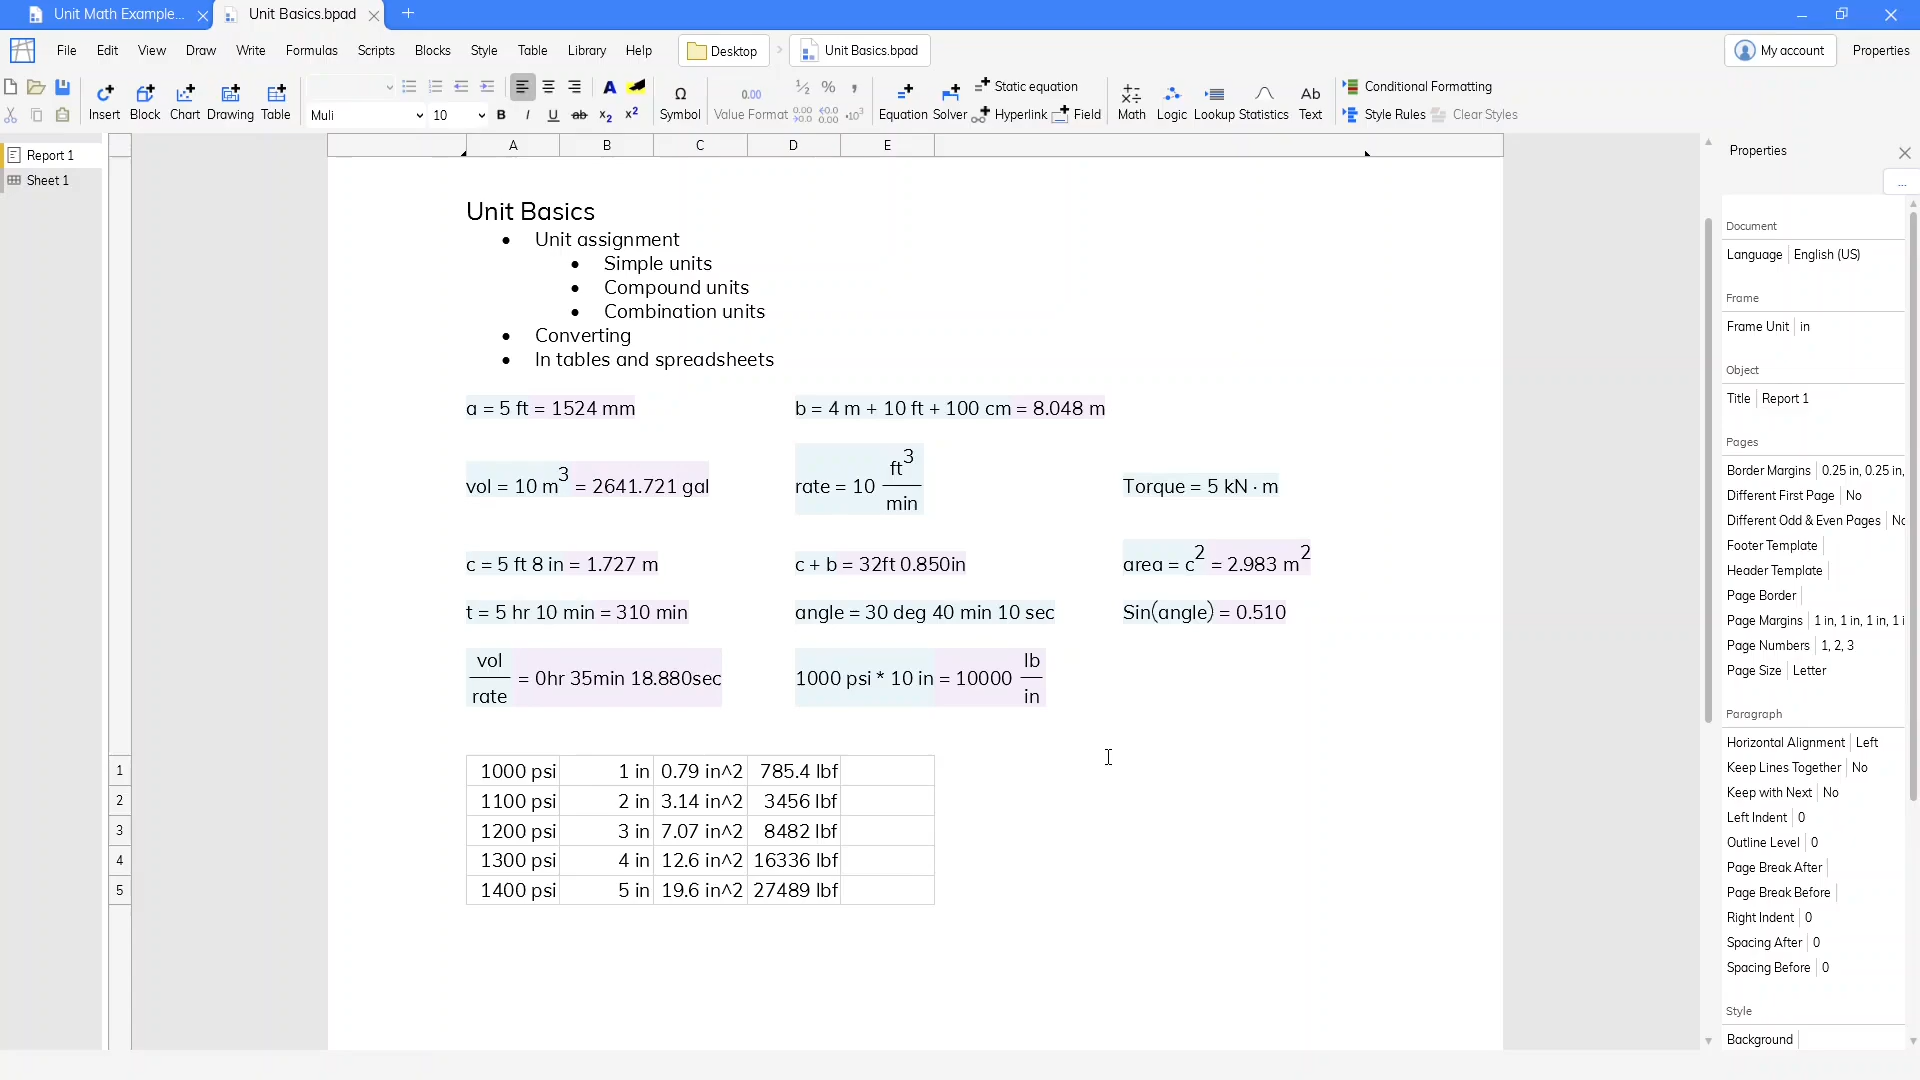 Unit Math Example...
Unit Basics.bpad
File Edit View Draw Write Formulas Scripts Blocks Style Table Library Help Desktop Unit Basics.bpad My account Properties
Insert Block Chart Drawing Table
Muli 10 B I U ab x₂ x²
Ω Symbol
0.00 Value Format
½ % ,
Equation Solver
Static equation
Hyperlink Field
Math Logic Lookup Statistics
Ab Text
Conditional Formatting
Style Rules Clear Styles
Report 1
Sheet 1
A B C D E
Unit Basics
• Unit assignment
• Simple units
• Compound units
• Combination units
• Converting
• In tables and spreadsheets
a = 5 ft = 1524 mm b = 4 m + 10 ft + 100 cm = 8.048 m
vol = 10 m³ = 2641.721 gal rate = 10 ft³/min Torque = 5 kN · m
c = 5 ft 8 in = 1.727 m c + b = 32ft 0.850in area = c² = 2.983 m²
t = 5 hr 10 min = 310 min angle = 30 deg 40 min 10 sec Sin(angle) = 0.510
vol/rate = 0hr 35min 18.880sec 1000 psi * 10 in = 10000 lb/in
1 1000 psi 1 in 0.79 in^2 785.4 lbf
2 1100 psi 2 in 3.14 in^2 3456 lbf
3 1200 psi 3 in 7.07 in^2 8482 lbf
4 1300 psi 4 in 12.6 in^2 16336 lbf
5 1400 psi 5 in 19.6 in^2 27489 lbf
Properties
...
Document
Language English (US)
Frame
Frame Unit in
Object
Title Report 1
Pages
Border Margins 0.25 in, 0.25 in,
Different First Page No
Different Odd & Even Pages
Footer Template
Header Template
Page Border
Page Margins 1 in, 1 in, 1 in, 1 i
Page Numbers 1, 2, 3
Page Size Letter
Paragraph
Horizontal Alignment Left
Keep Lines Together No
Keep with Next No
Left Indent 0
Outline Level 0
Page Break After
Page Break Before
Right Indent 0
Spacing After 0
Spacing Before 0
Style
Background